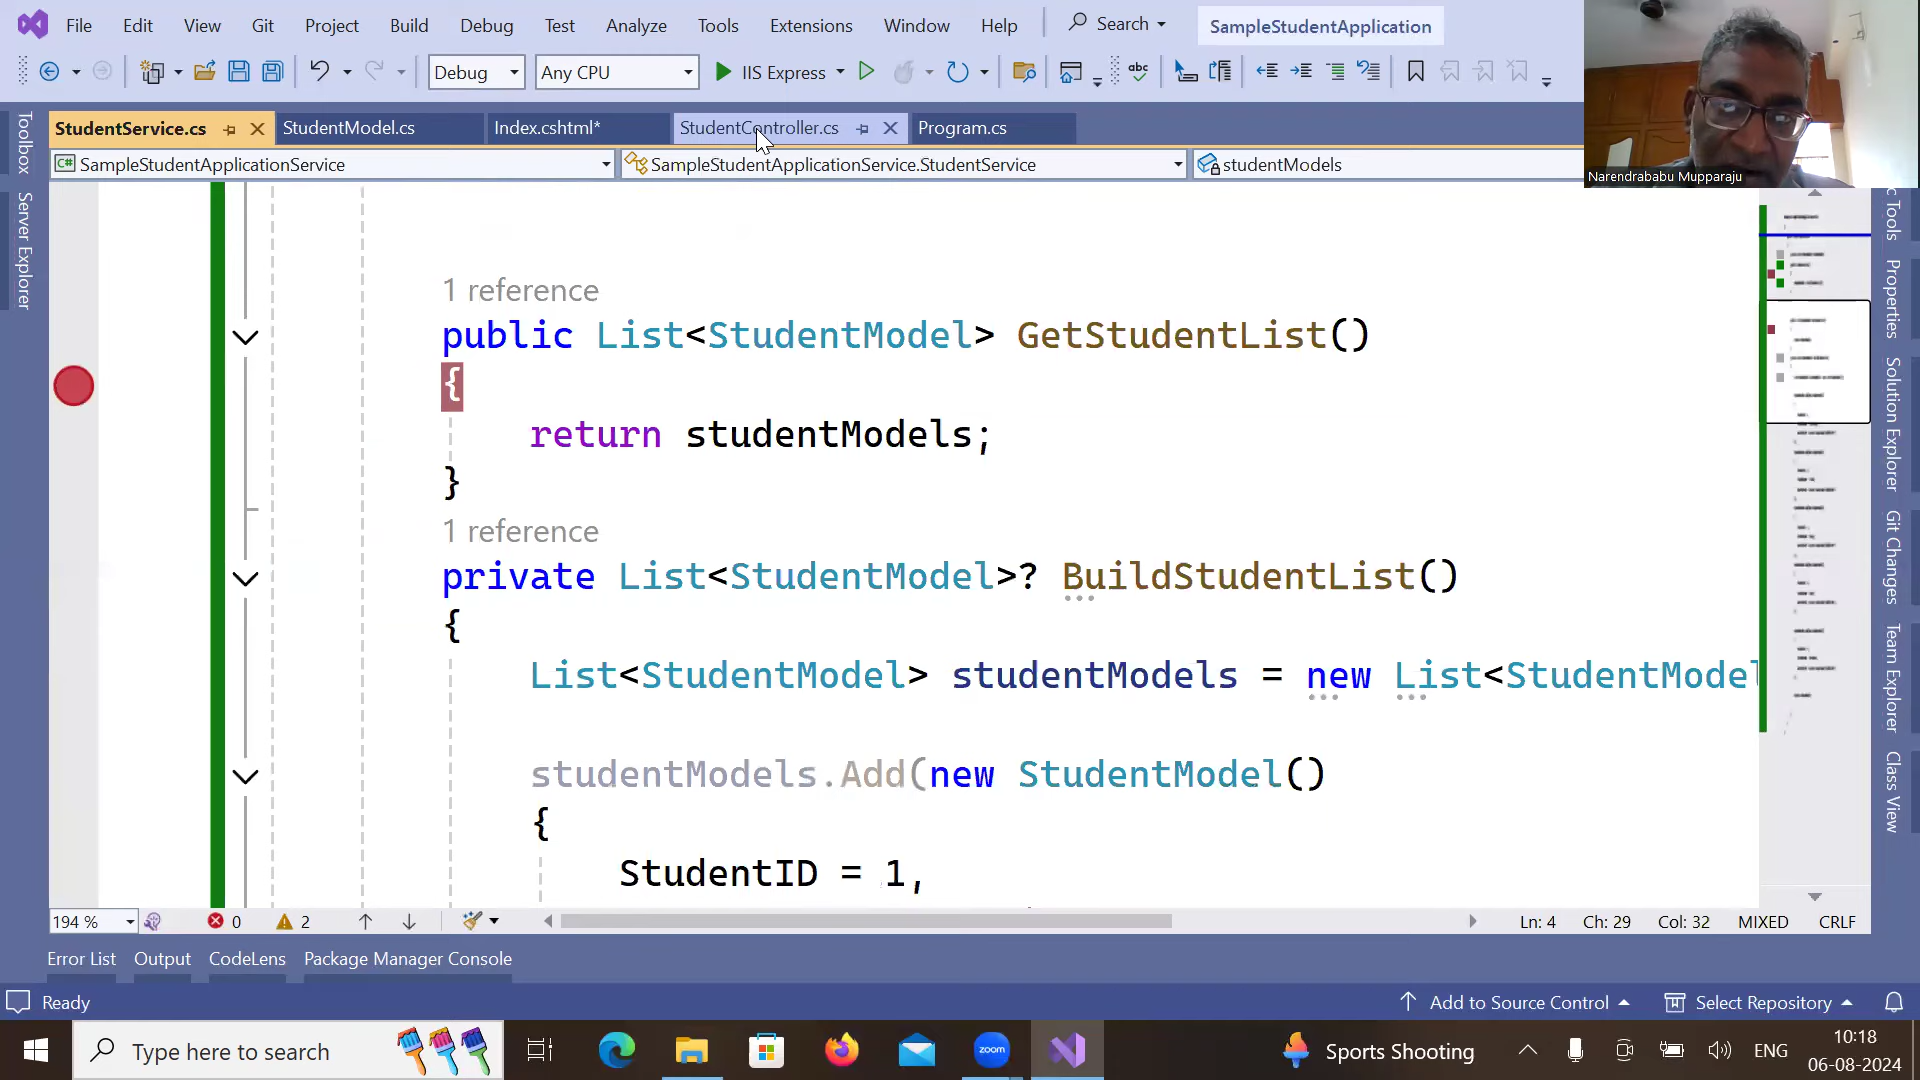 File Edit View Git Project Build Debug Test Analyze Tools Extensions Window Help Search SampleStudentApplication
Debug Any CPU IIS Express abc
Narendrababu Mupparaju
StudentService.cs StudentModel.cs Index.cshtml* StudentController.cs Program.cs
SampleStudentApplicationService SampleStudentApplicationService.StudentService studentModels
Toolbox
Server Explorer
1 reference
public List<StudentModel> GetStudentList()
{
return studentModels;
}
1 reference
private List<StudentModel>? BuildStudentList()
{
List<StudentModel> studentModels = new List<StudentModel
studentModels.Add(new StudentModel()
{
StudentID = 1,
c Tools
Properties
Solution Explorer
Git Changes
Team Explorer
Class View
194 % 0 2 Ln: 4 Ch: 29 Col: 32 MIXED CRLF
Error List Output CodeLens Package Manager Console
Ready Add to Source Control Select Repository
Type here to search zoom Sports Shooting ENG 10:18
06-08-2024